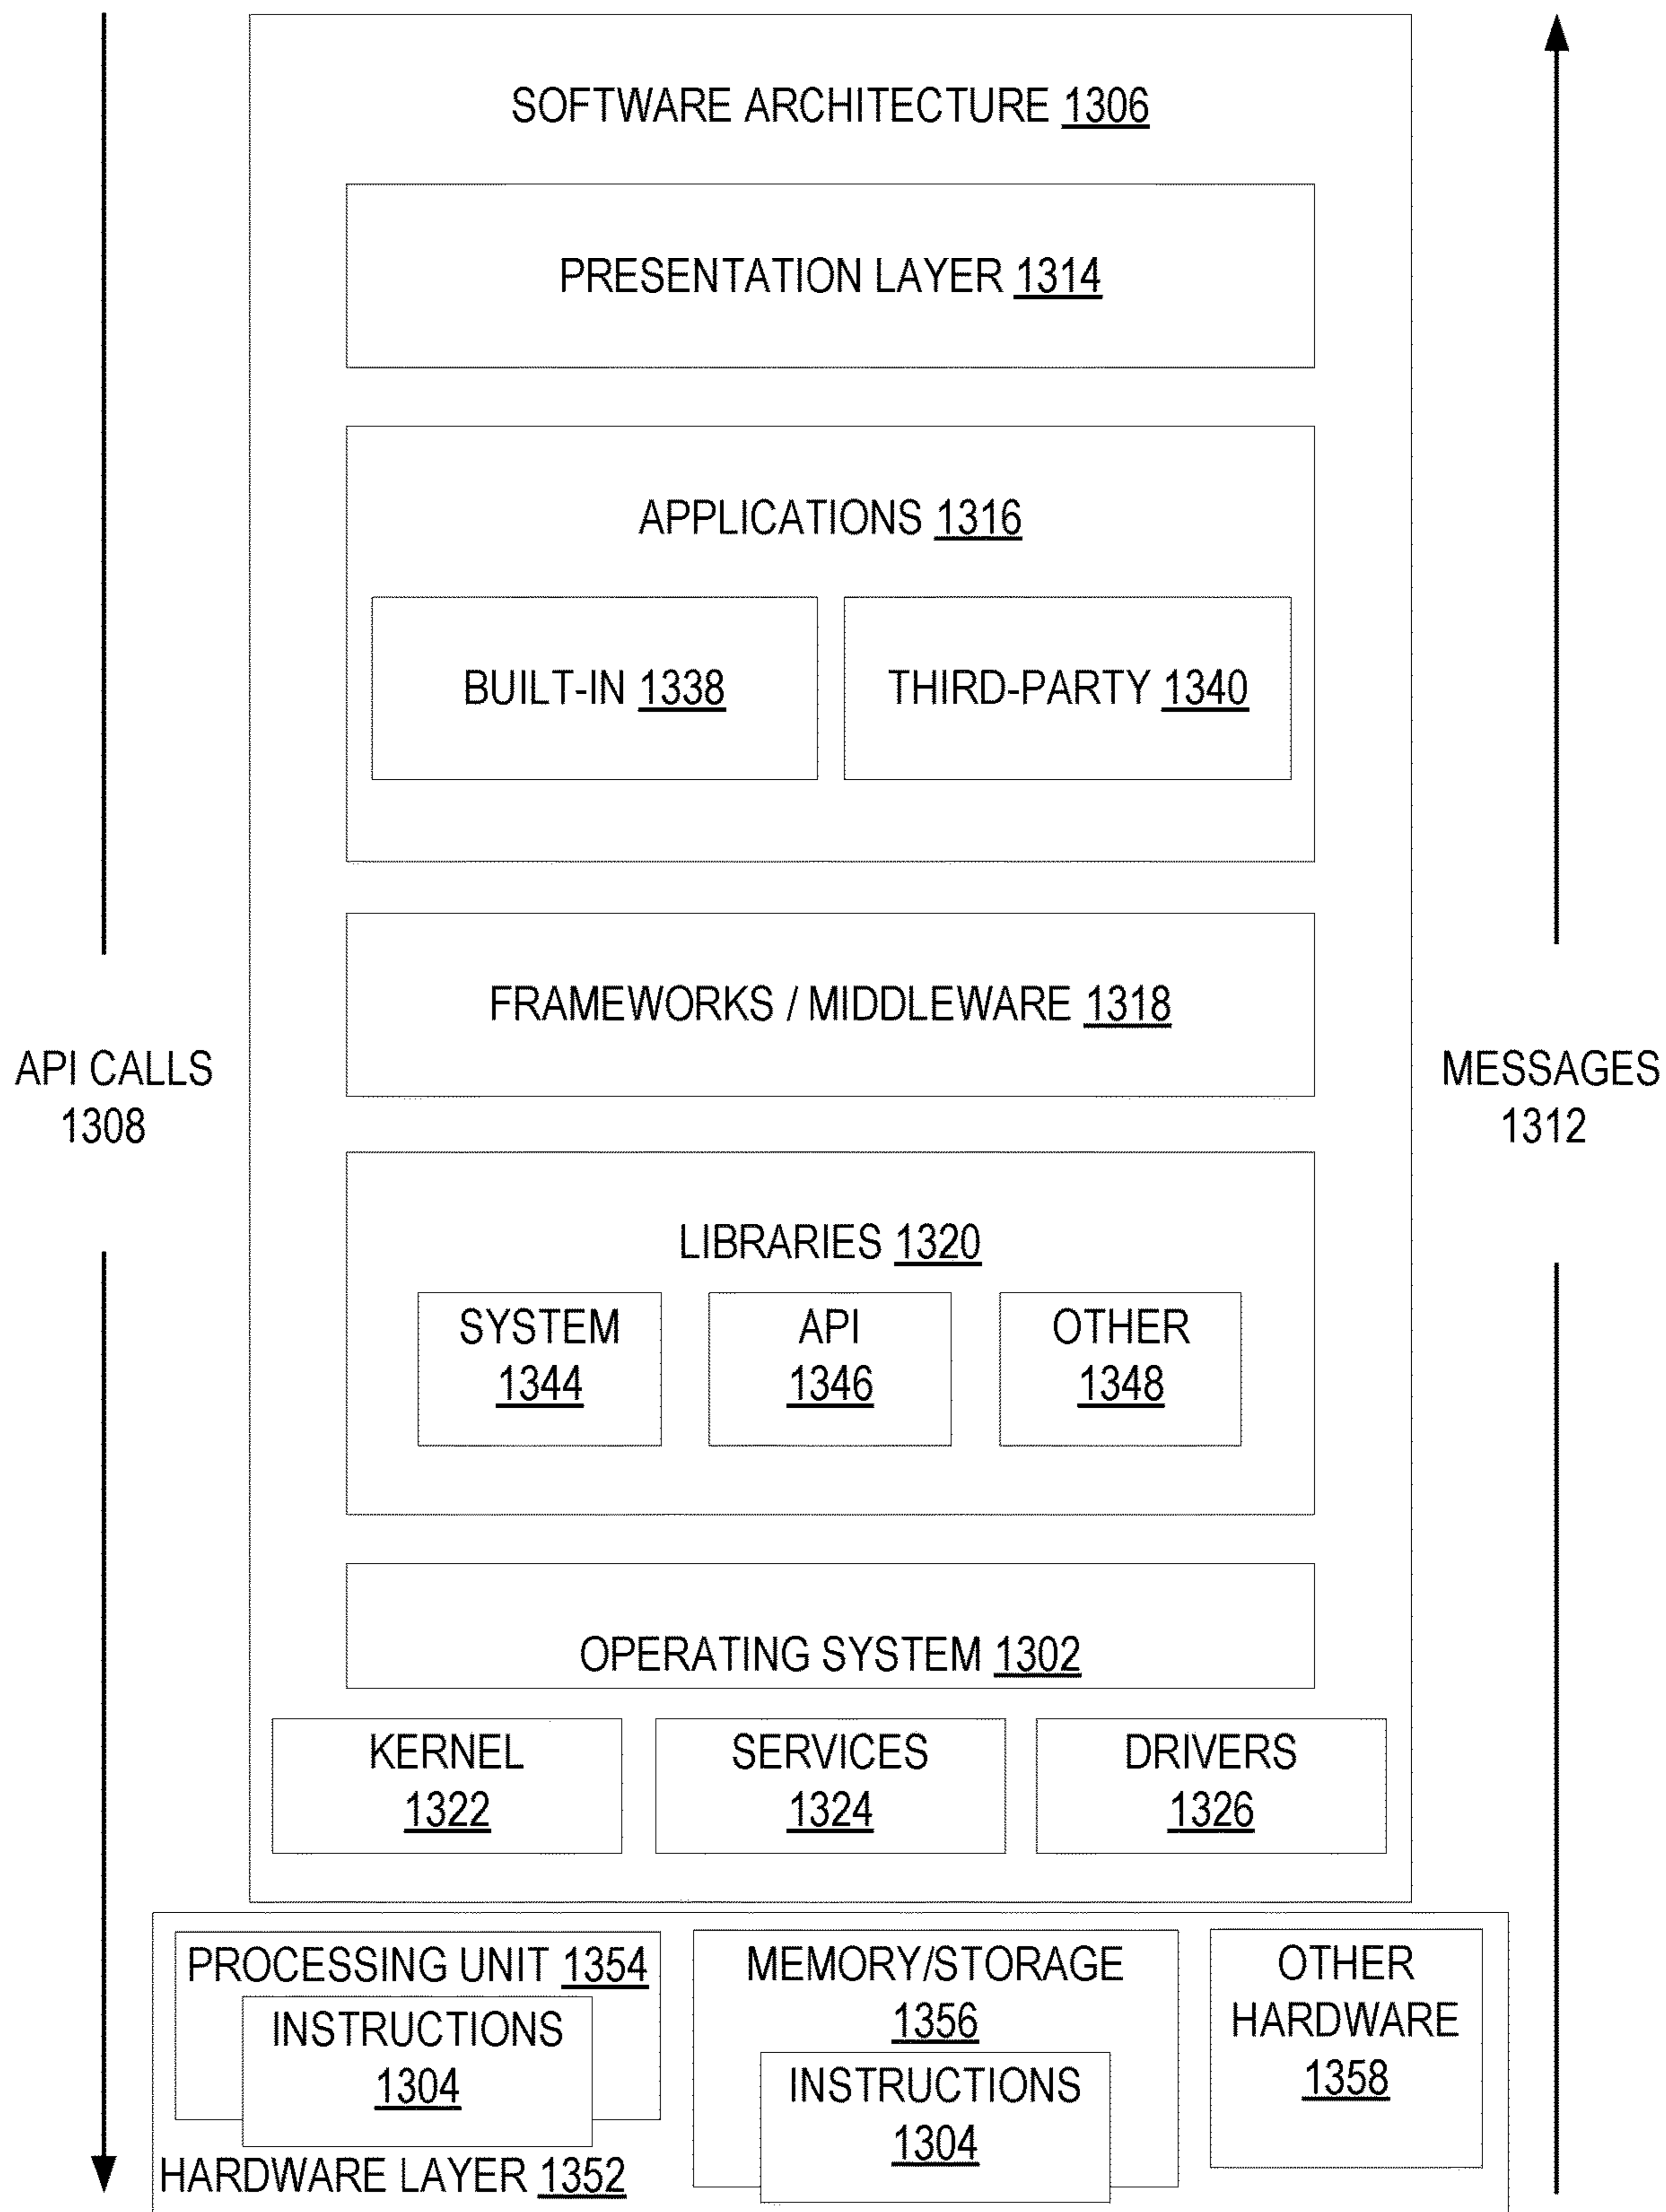 SOFTWARE ARCHITECTURE 1306
PRESENTATION LAYER 1314
APPLICATIONS 1316
BUILT-IN 1338
THIRD-PARTY 1340
FRAMEWORKS / MIDDLEWARE 1318
API CALLS
1308
MESSAGES
1312
LIBRARIES 1320
SYSTEM
1344
API
1346
OTHER
1348
OPERATING SYSTEM 1302
KERNEL
1322
SERVICES
1324
DRIVERS
1326
PROCESSING UNIT 1354
INSTRUCTIONS
1304
MEMORY/STORAGE
1356
INSTRUCTIONS
1304
OTHER
HARDWARE
1358
HARDWARE LAYER 1352